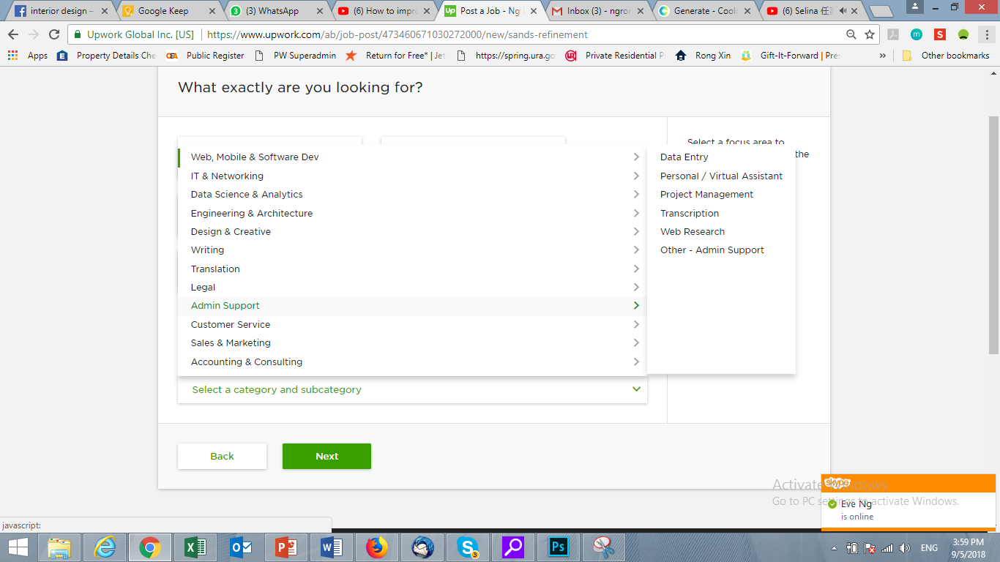 interior design –
Google Keep
(3) WhatsApp
(6) How to impro
Post a Job - Ng
Inbox (3) - ngror
Generate - Cool
(6) Selina 任
Upwork Global Inc. [US]
https://www.upwork.com/ab/job-post/473460671030272000/new/sands-refinement
Apps
Property Details Che
Public Register
PW Superadmin
Return for Free* | Jet
https://spring.ura.go
Private Residential P
Rong Xin
Gift-It-Forward | Pre
» Other bookmarks
What exactly are you looking for?
Select a focus area to
the
Web, Mobile & Software Dev
IT & Networking
Data Science & Analytics
Engineering & Architecture
Design & Creative
Writing
Translation
Legal
Admin Support
Customer Service
Sales & Marketing
Accounting & Consulting
Data Entry
Personal / Virtual Assistant
Project Management
Transcription
Web Research
Other - Admin Support
Select a category and subcategory
Back
Next
Activate Windows
Go to PC settings to activate Windows.
skype
Eve Ng
is online
javascript:
ENG
3:59 PM
9/5/2018